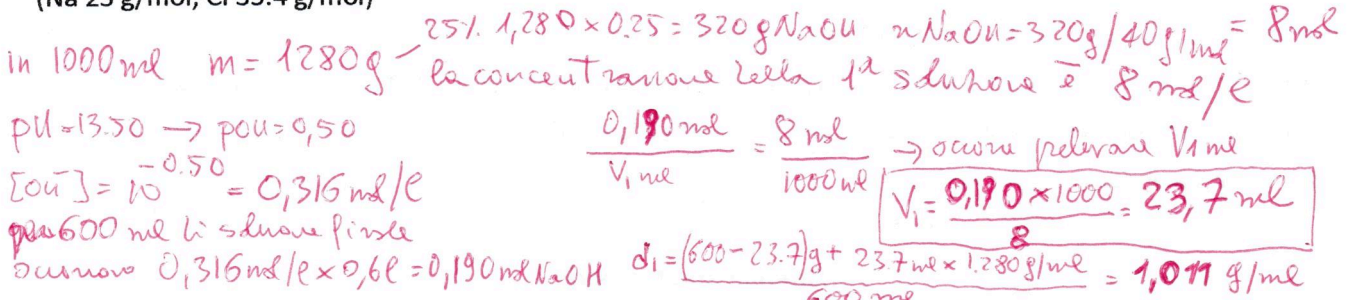 (Na 23 g/mol, Cl 35.4 g/mol)
25% 1,280 x 0.25 = 320 g NaOH n NaOH = 320g/40g/mol = 8 mol
in 1000 ml m = 1280 g la concentrazione della 1ª soluzione è 8 mol/l
pH = 13.50 → pOH = 0,50
[OH⁻] = 10^-0.50 = 0,316 mol/l
0,190 mol / V₁ ml = 8 mol / 1000 ml → occorre prelevare V1 ml
V₁ = 0,190 x 1000 / 8 = 23,7 ml
600 ml di soluzione finale
occorrono 0,316 mol/l x 0,6l = 0,190 mol NaOH
d₁ = (600 - 23.7)g + 23.7 ml x 1.280 g/ml / 600 ml = 1,011 g/ml